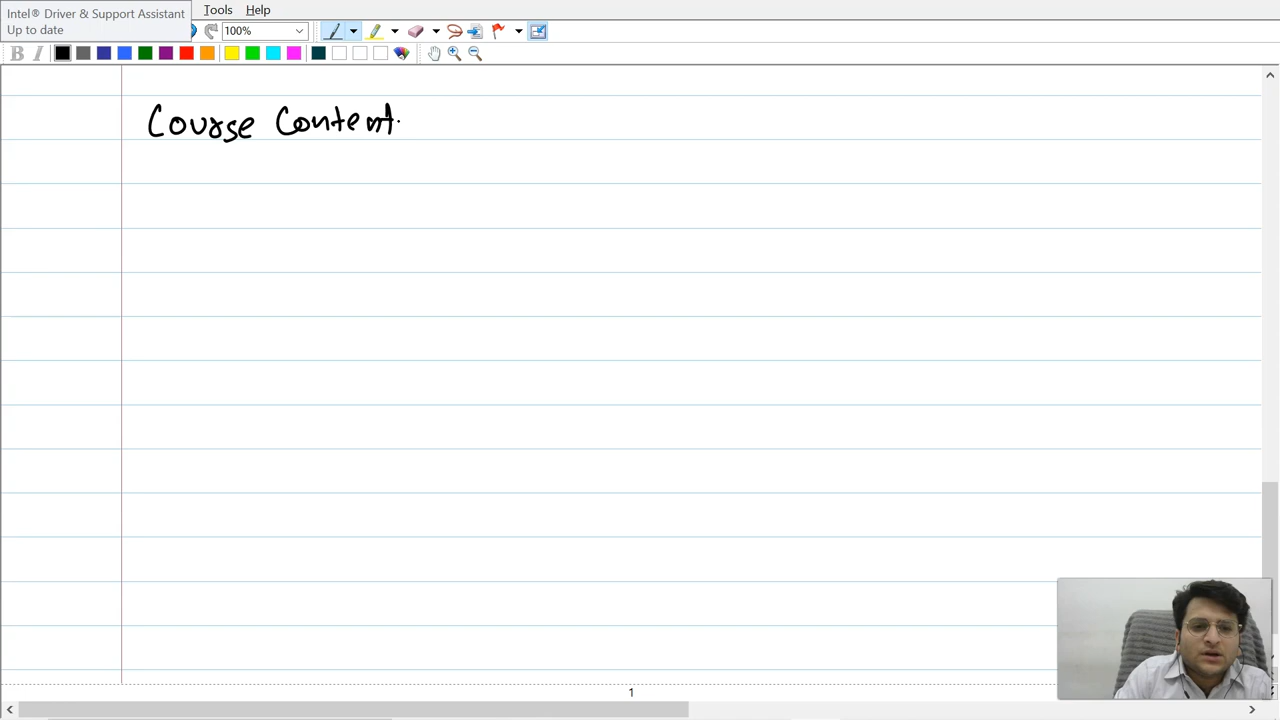 Intel® Driver & Support Assistant
Up to date
Tools Help
100%
B I
Course Content.
1